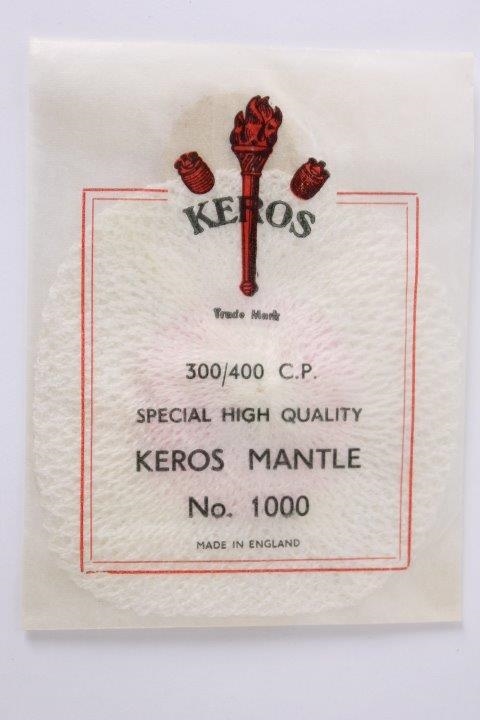 KEROS
Trade Mark
300/400 C.P.
SPECIAL HIGH QUALITY
KEROS MANTLE
No. 1000
MADE IN ENGLAND